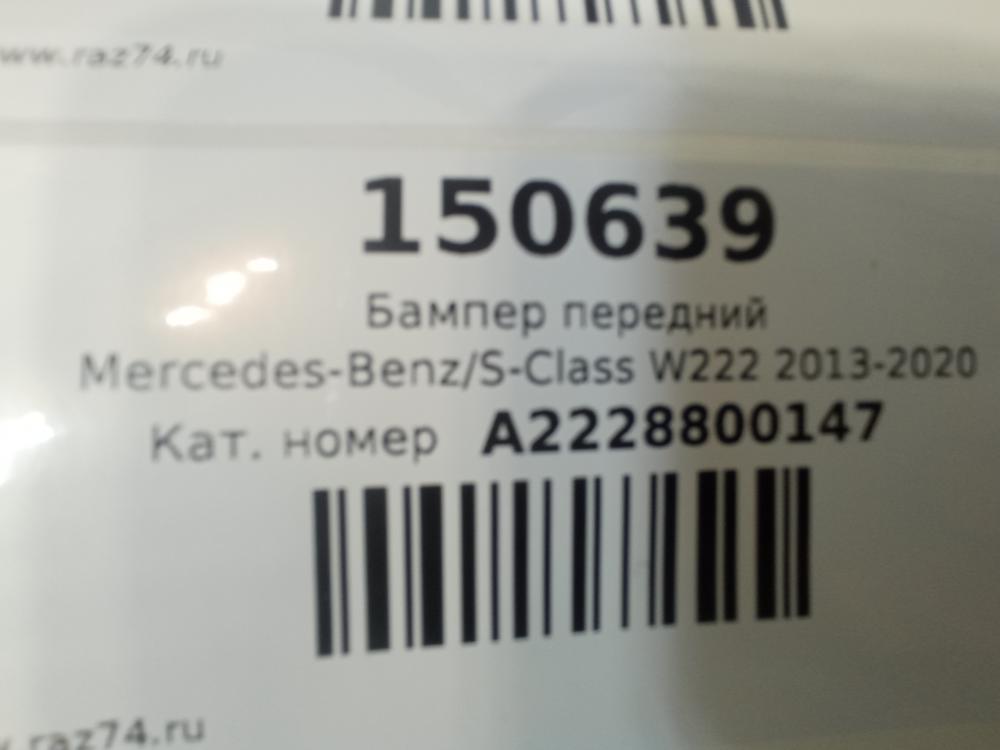 www.raz74.ru
150639
Бампер передний
Mercedes-Benz/S-Class W222 2013-2020
Кат. номер A2228800147
raz74.ru